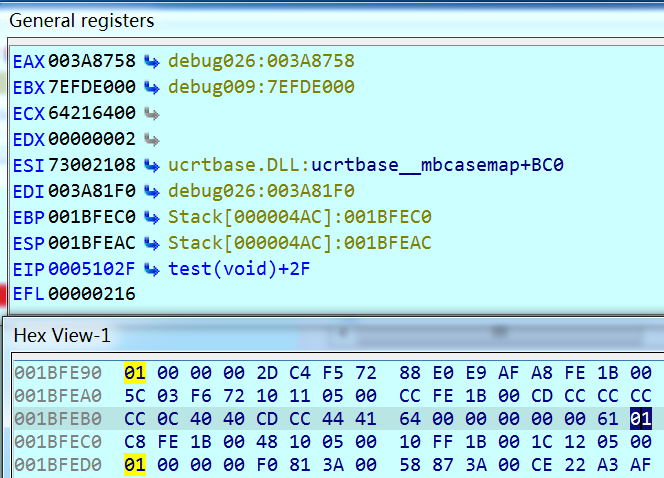 General registers
EAX 003A8758 debug026:003A8758
EBX 7EFDE000 debug009:7EFDE000
ECX 64216400
EDX 00000002
ESI 73002108 ucrtbase.DLL:ucrtbase__mbcasemap+BC0
EDI 003A81F0 debug026:003A81F0
EBP 001BFEC0 Stack[000004AC]:001BFEC0
ESP 001BFEAC Stack[000004AC]:001BFEAC
EIP 0005102F test(void)+2F
EFL 00000216
Hex View-1
001BFE90 01 00 00 00 2D C4 F5 72 88 E0 E9 AF A8 FE 1B 00
001BFEA0 5C 03 F6 72 10 11 05 00 CC FE 1B 00 CD CC CC CC
001BFEB0 CC 0C 40 40 CD CC 44 41 64 00 00 00 00 00 61 01
001BFEC0 C8 FE 1B 00 48 10 05 00 10 FF 1B 00 1C 12 05 00
001BFED0 01 00 00 00 F0 81 3A 00 58 87 3A 00 CE 22 A3 AF